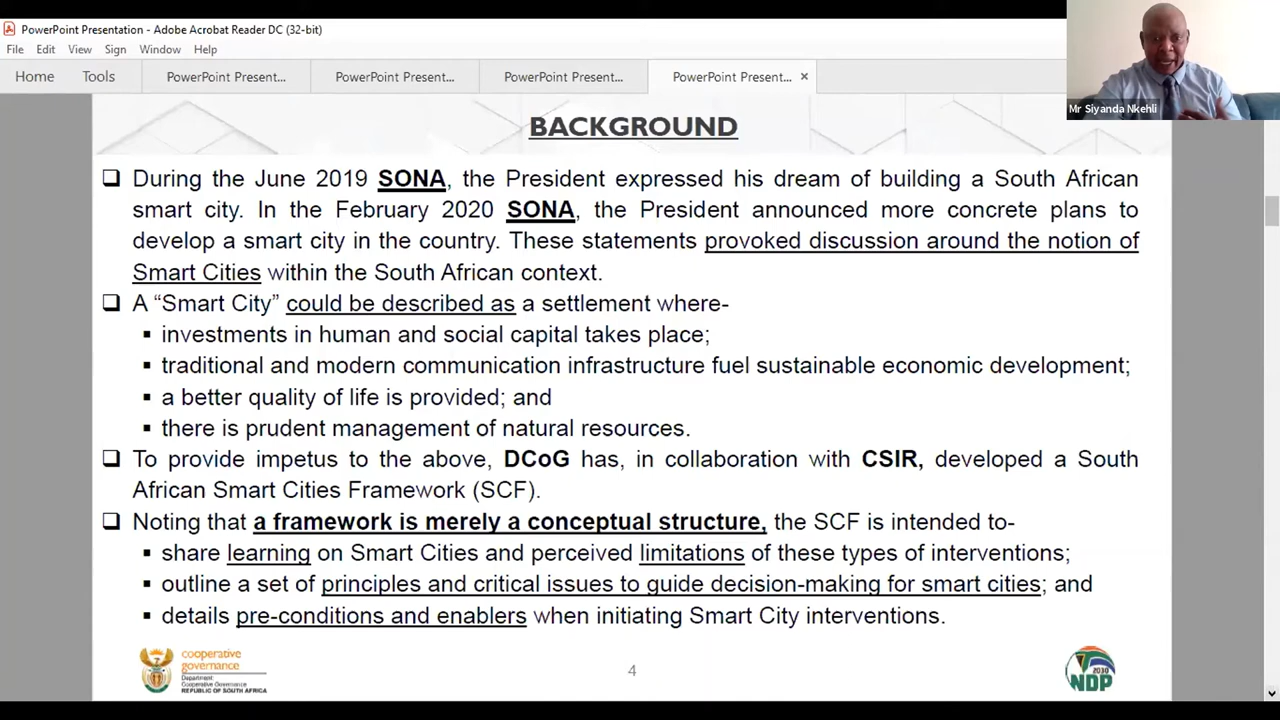 PowerPoint Presentation - Adobe Acrobat Reader DC (32-bit)
File Edit View Sign Window Help
Home Tools PowerPoint Present... PowerPoint Present... PowerPoint Present... PowerPoint Present... ×
Mr Siyanda Nkehli
BACKGROUND
During the June 2019 SONA, the President expressed his dream of building a South African
smart city. In the February 2020 SONA, the President announced more concrete plans to
develop a smart city in the country. These statements provoked discussion around the notion of
Smart Cities within the South African context.
A “Smart City” could be described as a settlement where-
investments in human and social capital takes place;
traditional and modern communication infrastructure fuel sustainable economic development;
a better quality of life is provided; and
there is prudent management of natural resources.
To provide impetus to the above, DCoG has, in collaboration with CSIR, developed a South
African Smart Cities Framework (SCF).
Noting that a framework is merely a conceptual structure, the SCF is intended to-
share learning on Smart Cities and perceived limitations of these types of interventions;
outline a set of principles and critical issues to guide decision-making for smart cities; and
details pre-conditions and enablers when initiating Smart City interventions.
cooperative
governance
Department:
Cooperative Governance
REPUBLIC OF SOUTH AFRICA
4
2030
NDP